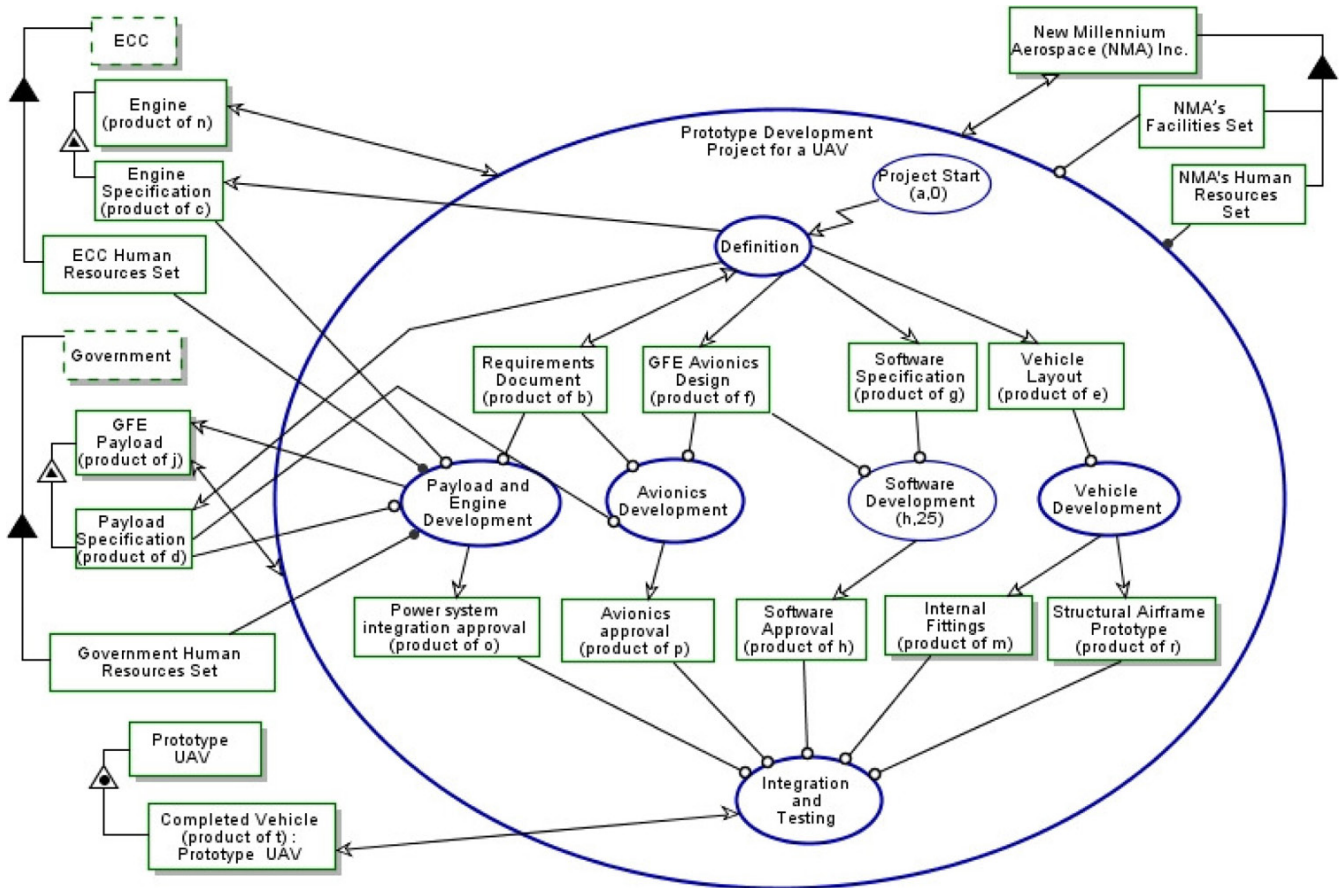 ECC
New Millennium
Aerospace (NMA) Inc.
Engine
(product of n)
NMA's
Facilities Set
Prototype Development
Project for a UAV
Engine
Specification
(product of c)
Project Start
(a,0)
NMA's Human
Resources
Set
ECC Human
Resources Set
Definition
Government
Requirements
Document
(product of b)
GFE Avionics
Design
(product of f)
Software
Specification
(product of g)
Vehicle
Layout
(product of e)
GFE
Payload
(product of j)
Payload and
Engine
Development
Avionics
Development
Software
Development
(h,25)
Vehicle
Development
Payload
Specification
(product of d)
Power system
integration approval
(product of o)
Avionics
approval
(product of p)
Software
Approval
(product of h)
Internal
Fittings
(product of m)
Structural Airframe
Prototype
(product of r)
Government Human
Resources Set
Prototype
UAV
Integration
and
Testing
Completed Vehicle
(product of t) :
Prototype UAV